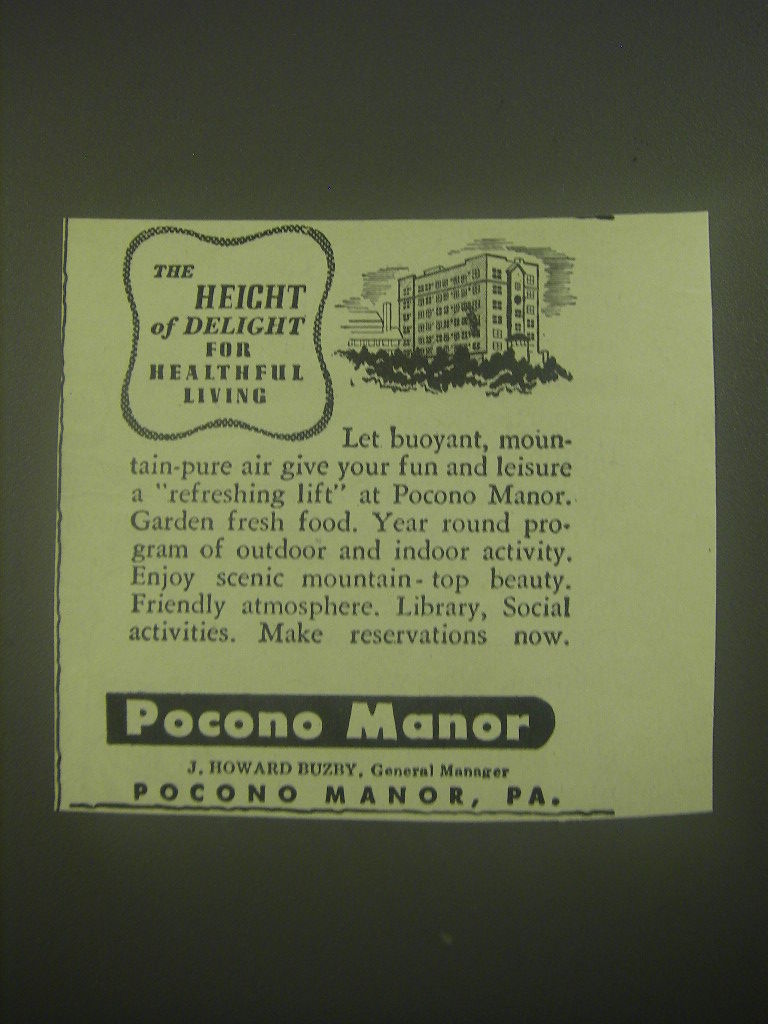 THE
HEIGHT
of DELIGHT
FOR
HEALTHFUL
LIVING
Let buoyant, moun-
tain-pure air give your fun and leisure
a "refreshing lift" at Pocono Manor.
Garden fresh food. Year round pro-
gram of outdoor and indoor activity.
Enjoy scenic mountain-top beauty.
Friendly atmosphere. Library, Social
activities. Make reservations now.
Pocono Manor
J. HOWARD BUZBY, General Manager
POCONO MANOR, PA.